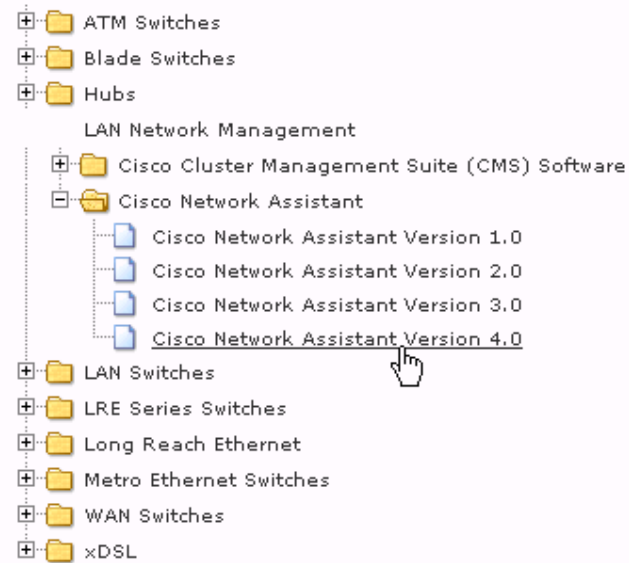 ATM Switches
Blade Switches
Hubs
LAN Network Management
Cisco Cluster Management Suite (CMS) Software
Cisco Network Assistant
Cisco Network Assistant Version 1.0
Cisco Network Assistant Version 2.0
Cisco Network Assistant Version 3.0
Cisco Network Assistant Version 4.0
LAN Switches
LRE Series Switches
Long Reach Ethernet
Metro Ethernet Switches
WAN Switches
xDSL